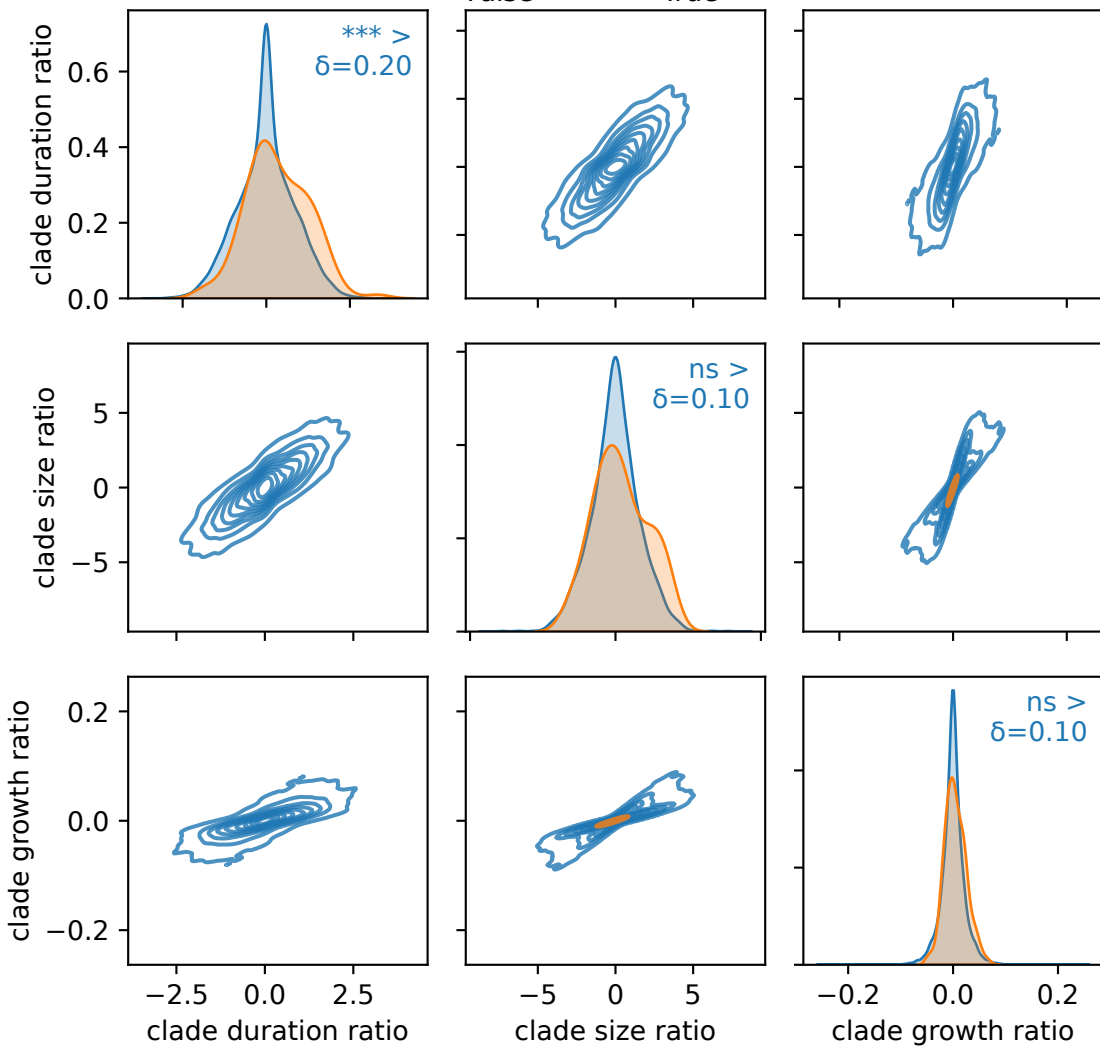 clade duration ratio
0.6
0.4
0.2
0.0
*** >
δ=0.20
clade size ratio
5
0
−5
ns >
δ=0.10
clade growth ratio
0.2
0.0
−0.2
ns >
δ=0.10
−2.5 0.0 2.5
clade duration ratio
−5 0 5
clade size ratio
−0.2 0.0 0.2
clade growth ratio